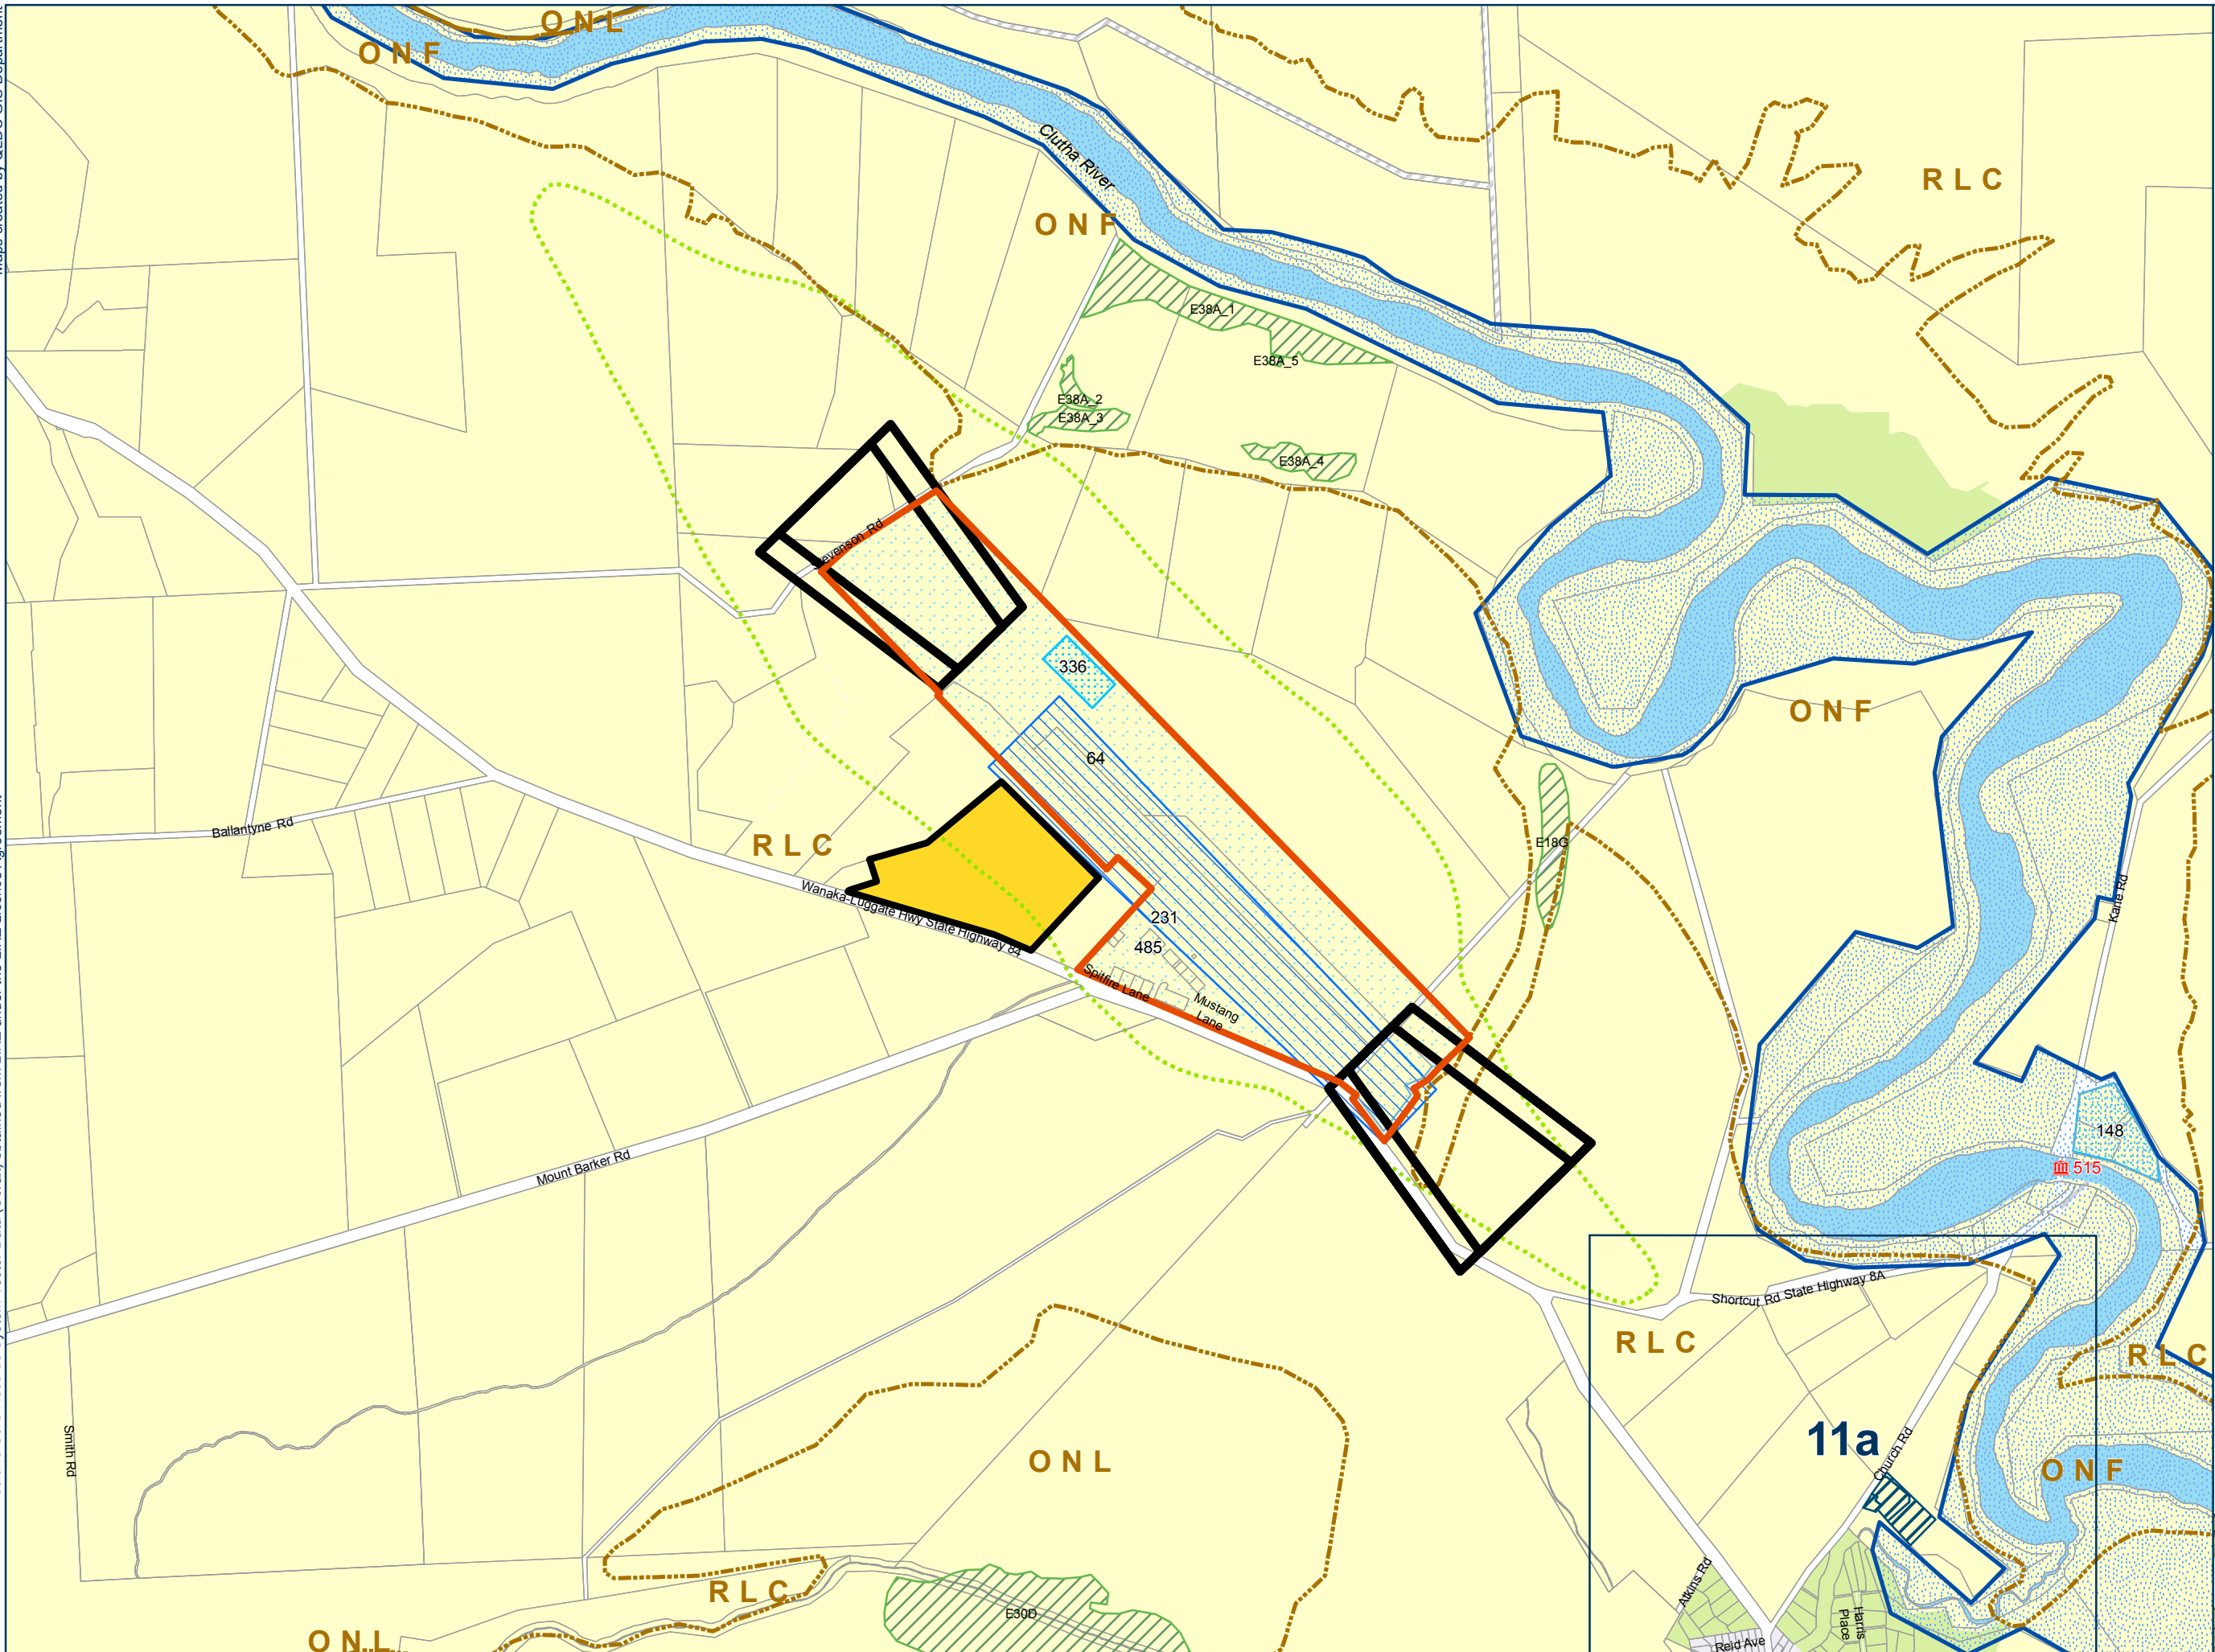 ONL
ONF
Clutha River
RLC
ONF
E38A_1
E38A_5
E38A_2
E38A_3
E38A_4
Stevenson Rd
336
ONF
64
Ballantyne Rd
RLC
E18G
Kane Rd
Wanaka-Luggate Hwy State Highway 84
231
485
Spitfire Lane
Mustang
Lane
148
515
Mount Barker Rd
Shortcut Rd State Highway 8A
RLC
RLC
11a
Church Rd
Smith Rd
ONL
ONF
Atkins Rd
RLC
E30D
Harris
Place
ONL
Reid Ave